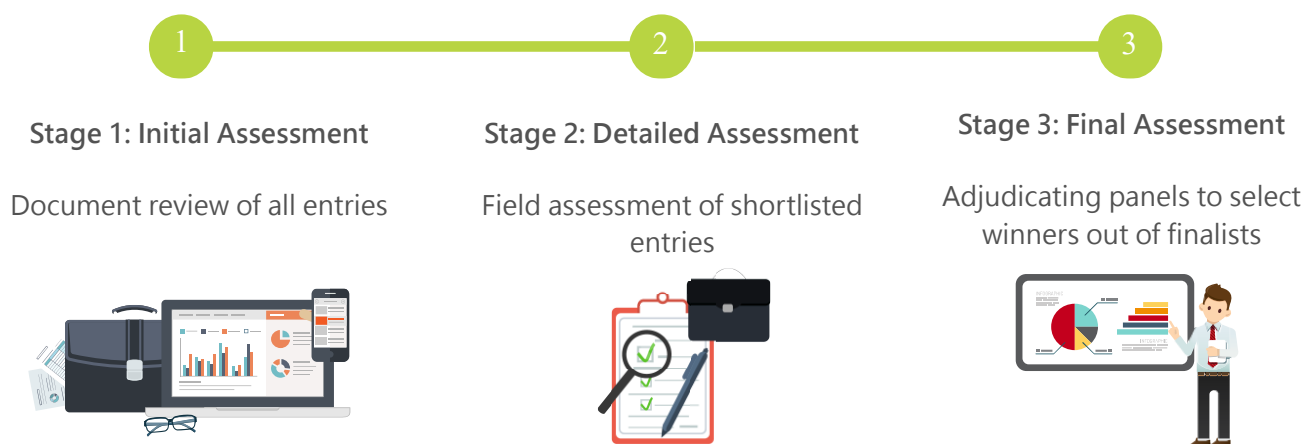 1
2
3
Stage 1: Initial Assessment
Document review of all entries
Stage 2: Detailed Assessment
Field assessment of shortlisted
entries
Stage 3: Final Assessment
Adjudicating panels to select
winners out of finalists
INFOGRAPHIC